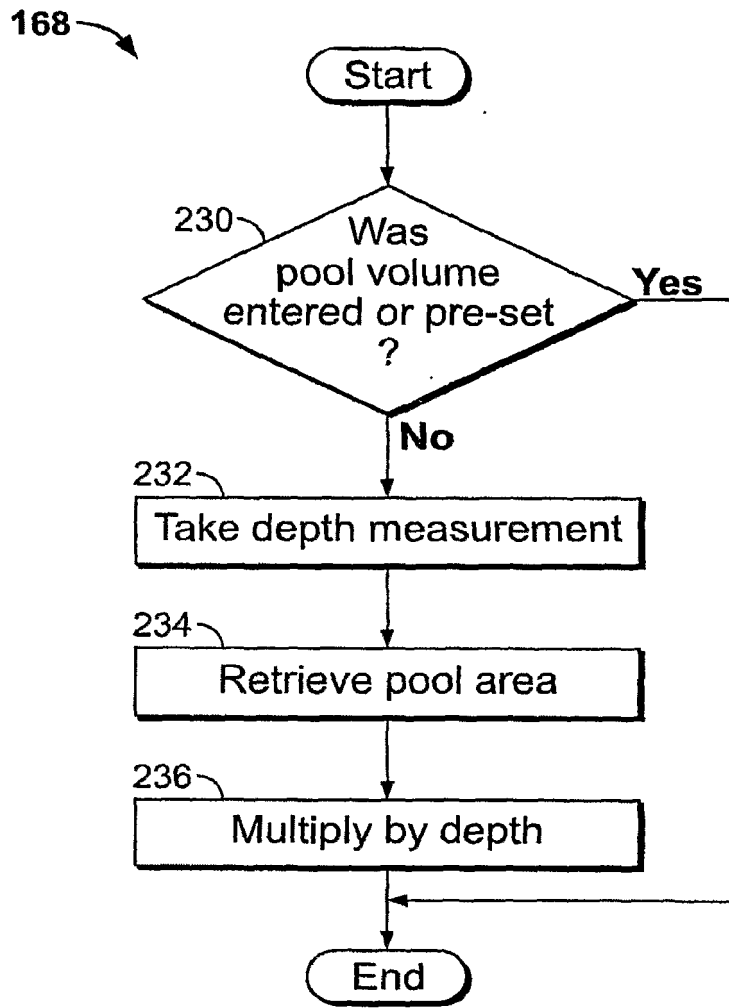 168
Start
230
Was
pool volume
entered or pre-set
?
Yes
No
232
Take depth measurement
234
Retrieve pool area
236
Multiply by depth
End